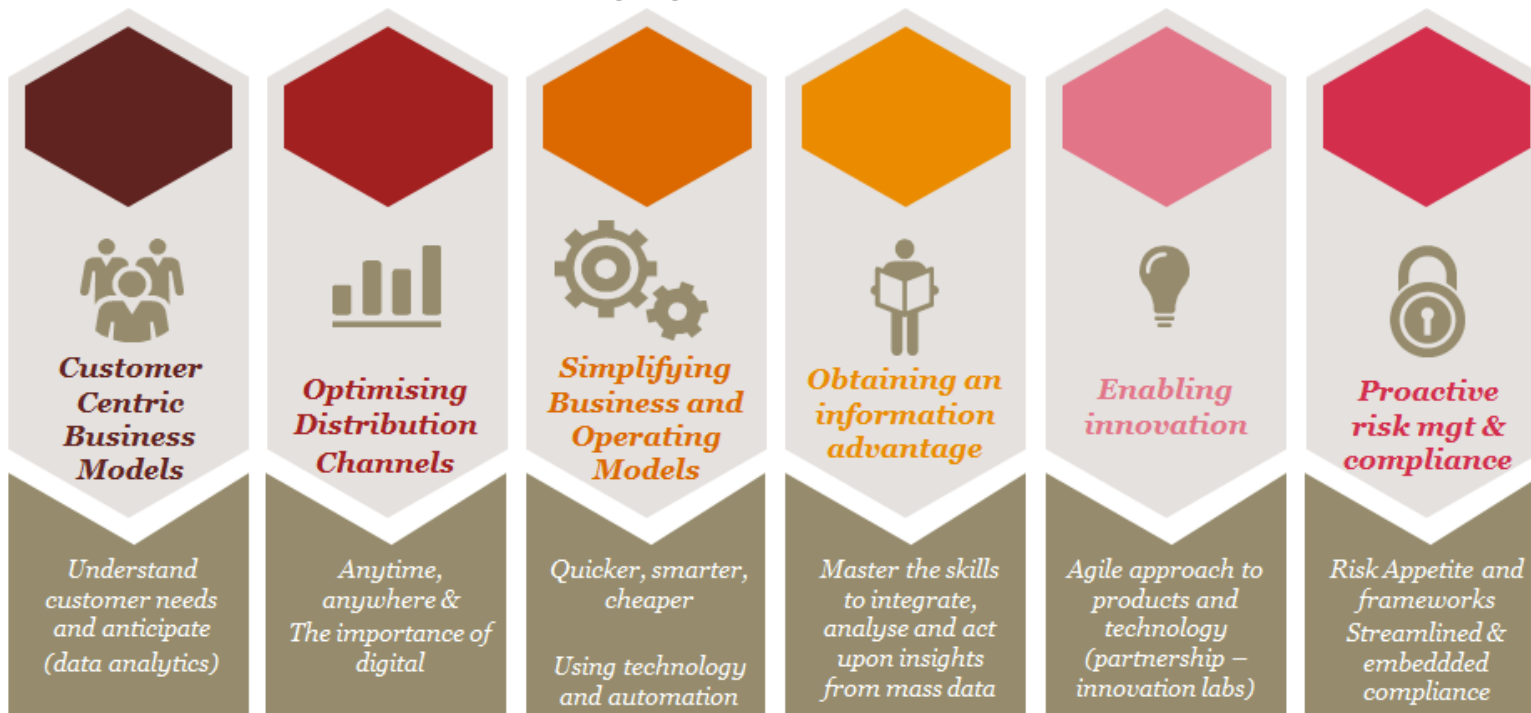 Customer
Centric
Business
Models
Understand
customer needs
and anticipate
(data analytics)
Optimising
Distribution
Channels
Anytime,
anywhere &
The importance of
digital
Simplifying
Business and
Operating
Models
Quicker, smarter,
cheaper
Using technology
and automation
Obtaining an
information
advantage
Master the skills
to integrate,
analyse and act
upon insights
from mass data
Enabling
innovation
Agile approach to
products and
technology
(partnership –
innovation labs)
Proactive
risk mgt &
compliance
Risk Appetite and
frameworks
Streamlined &
embeddded
compliance